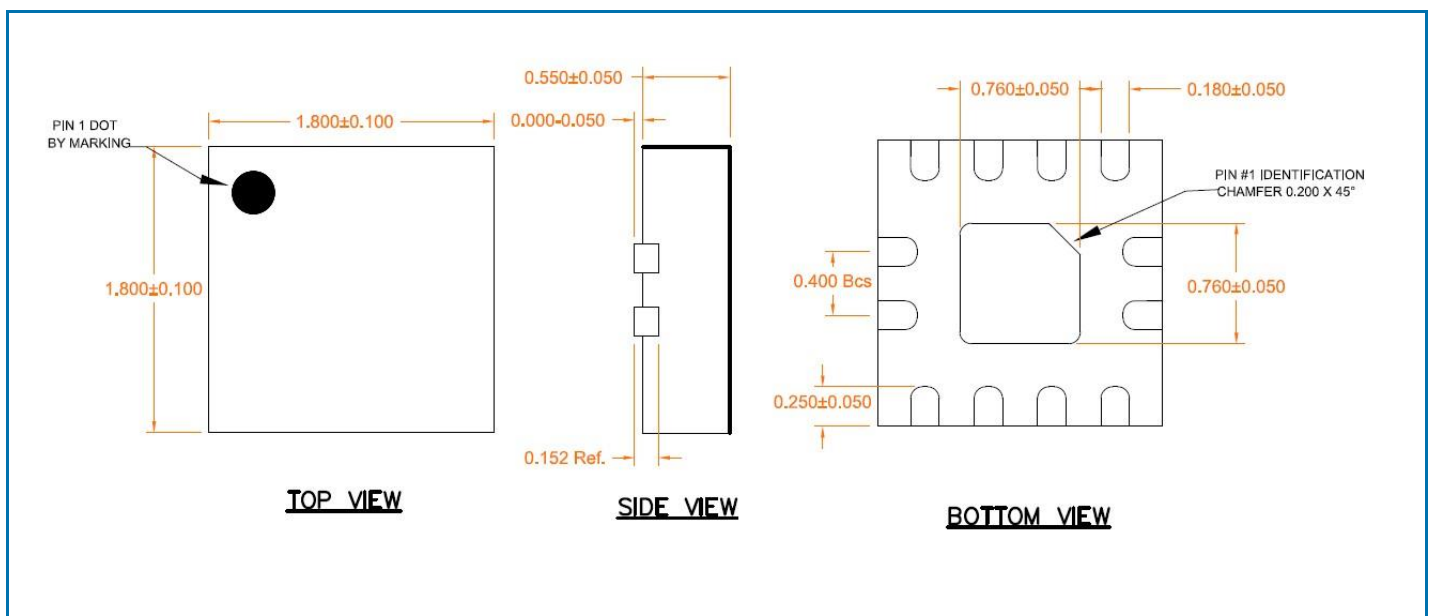 PIN 1 DOT
BY MARKING
1.800±0.100
1.800±0.100
TOP VIEW
0.550±0.050
0.000-0.050
0.152 Ref.
SIDE VIEW
0.760±0.050
0.180±0.050
PIN #1 IDENTIFICATION
CHAMFER 0.200 X 45°
0.400 Bcs
0.760±0.050
0.250±0.050
BOTTOM VIEW